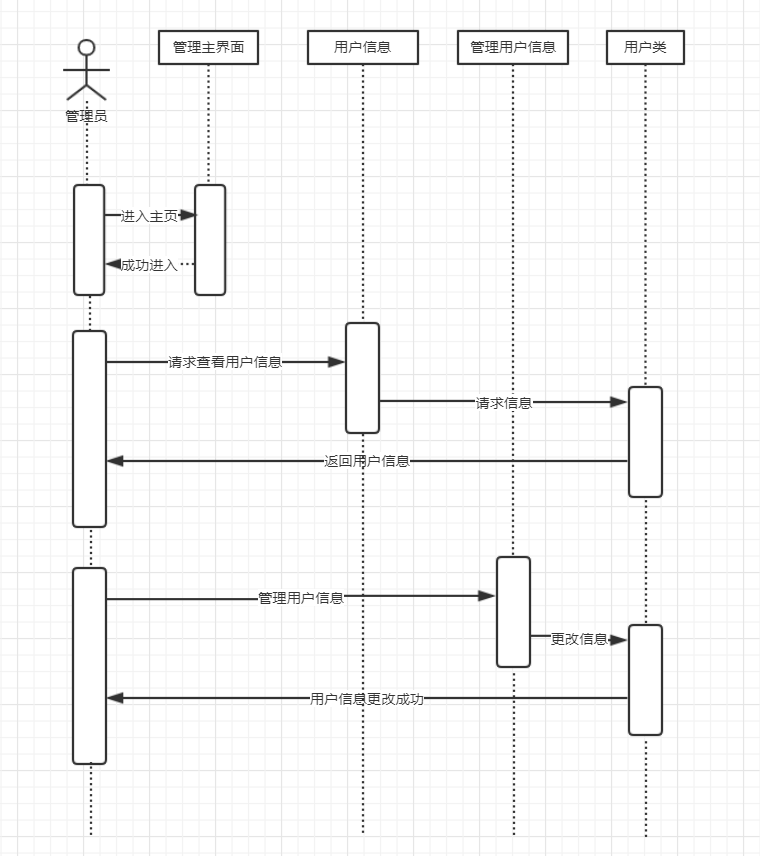 管理主界面
用户信息
管理用户信息
用户类
管理员
进入主页
成功进入
请求查看用户信息
请求信息
返回用户信息
管理用户信息
更改信息
用户信息更改成功